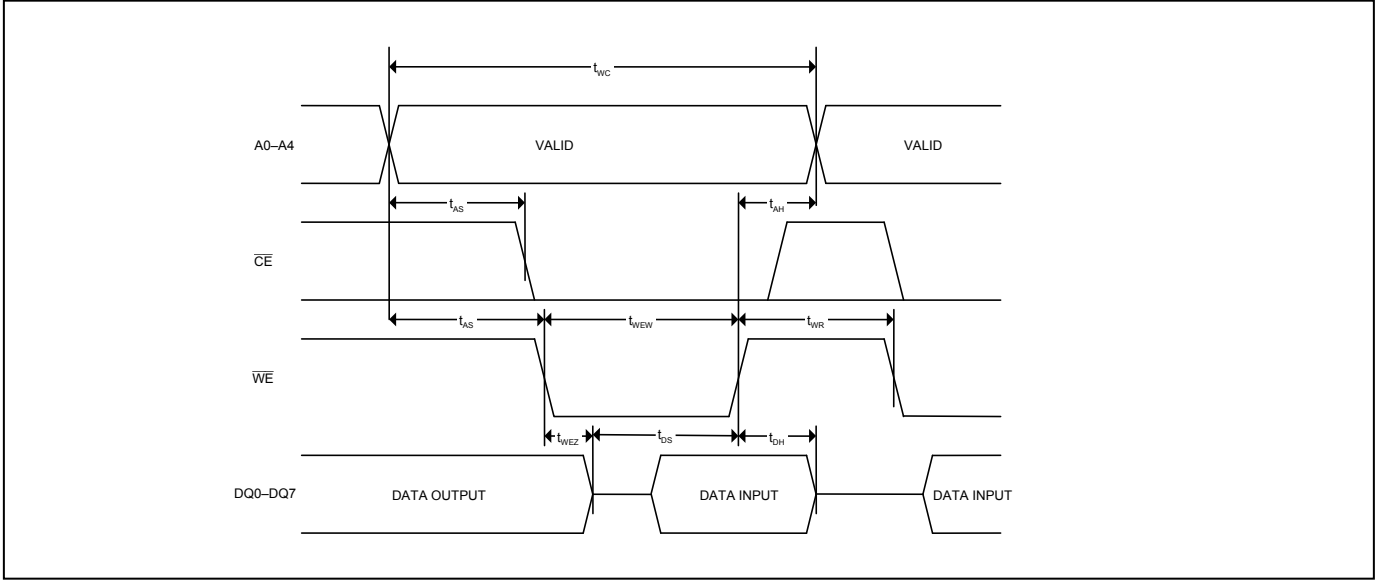 tWC
A0–A4
VALID
VALID
tAS
tAH
CE
tAS
tWEW
tWR
WE
tWEZ
tDS
tDH
DQ0–DQ7
DATA OUTPUT
DATA INPUT
DATA INPUT